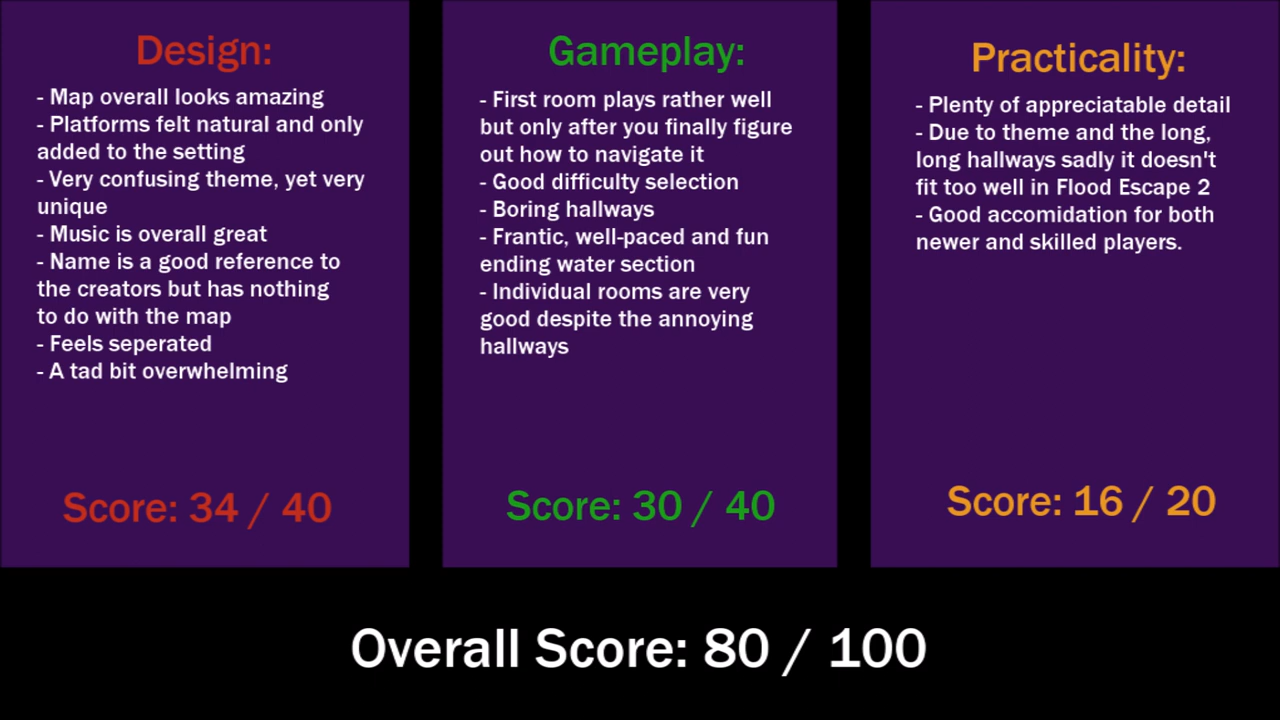 Design:
- Map overall looks amazing
- Platforms felt natural and only
added to the setting
- Very confusing theme, yet very
unique
- Music is overall great
- Name is a good reference to
the creators but has nothing
to do with the map
- Feels seperated
- A tad bit overwhelming
Score: 34 / 40
Gameplay:
- First room plays rather well
but only after you finally figure
out how to navigate it
- Good difficulty selection
- Boring hallways
- Frantic, well-paced and fun
ending water section
- Individual rooms are very
good despite the annoying
hallways
Score: 30 / 40
Practicality:
- Plenty of appreciatable detail
- Due to theme and the long,
long hallways sadly it doesn't
fit too well in Flood Escape 2
- Good accomidation for both
newer and skilled players.
Score: 16 / 20
Overall Score: 80 / 100